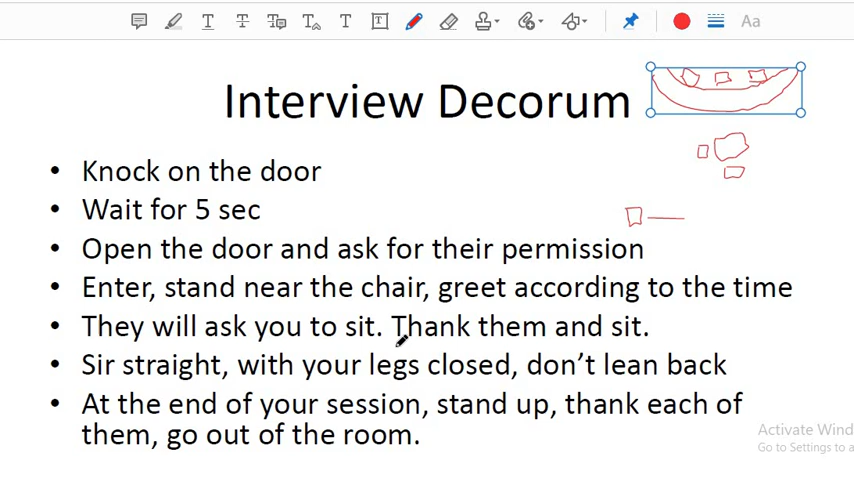 Aa
Interview Decorum
• Knock on the door
• Wait for 5 sec
• Open the door and ask for their permission
• Enter, stand near the chair, greet according to the time
• They will ask you to sit. Thank them and sit.
• Sir straight, with your legs closed, don't lean back
• At the end of your session, stand up, thank each of
them, go out of the room.
Activate Wind
Go to Settings to a